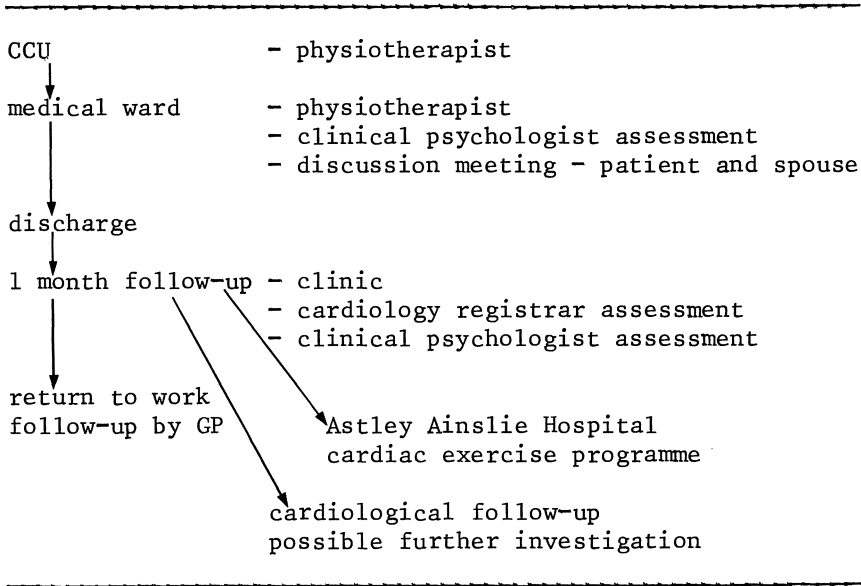 CCU - physiotherapist
medical ward - physiotherapist
- clinical psychologist assessment
- discussion meeting - patient and spouse
discharge
1 month follow-up - clinic
- cardiology registrar assessment
- clinical psychologist assessment
return to work
follow-up by GP
Astley Ainslie Hospital
cardiac exercise programme
cardiological follow-up
possible further investigation